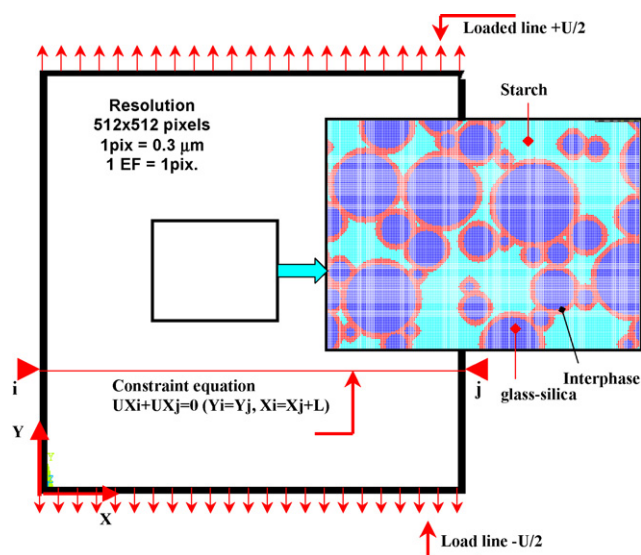 Loaded line +U/2
Resolution
512x512 pixels
1pix = 0.3 μm
1 EF = 1pix.
Starch
i
Constraint equation
UXi+UXj=0 (Yi=Yj, Xi=Xj+L)
j
Interphase
glass-silica
Y
X
Load line -U/2